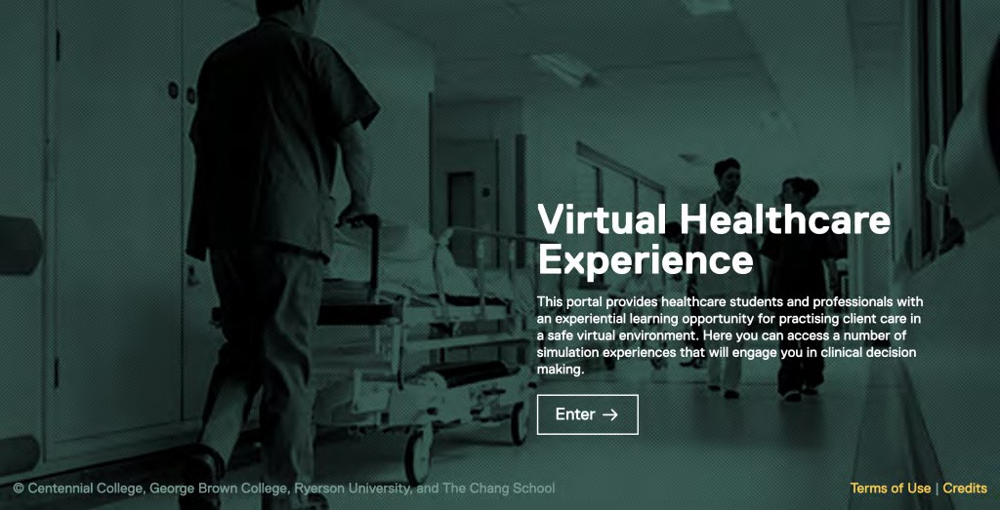 Virtual Healthcare
Experience
This portal provides healthcare students and professionals with
an experiential learning opportunity for practising client care in
a safe virtual environment. Here you can access a number of
simulation experiences that will engage you in clinical decision
making.
Enter →
© Centennial College, George Brown College, Ryerson University, and The Chang School
Terms of Use | Credits